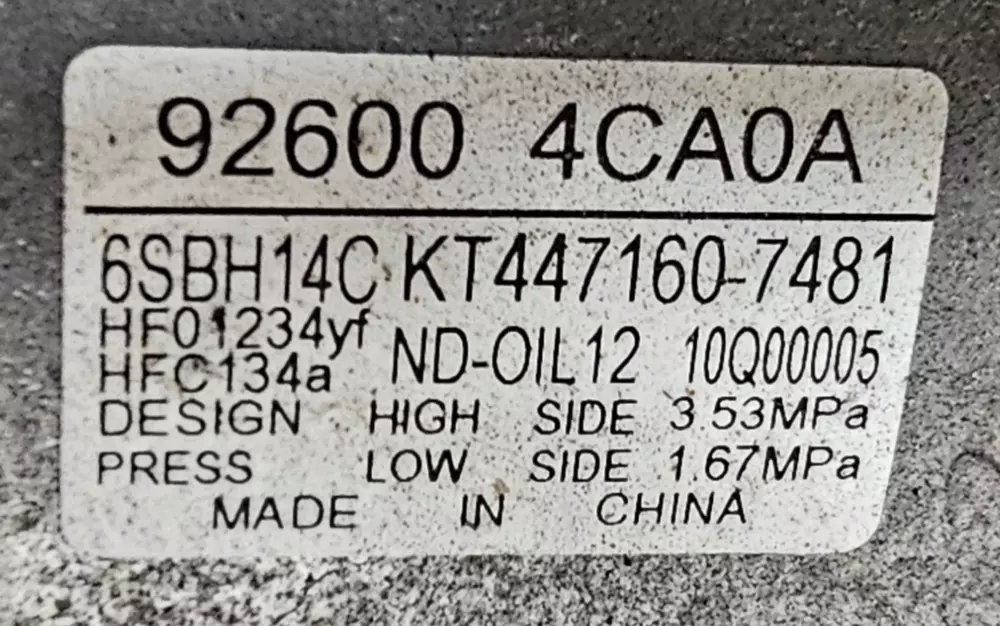 92600 4CA0A
6SBH14C KT447160-7481
HFO1234yf
HFC134a ND-OIL12 10Q00005
DESIGN HIGH SIDE 3.53MPa
PRESS LOW SIDE 1.67MPa
MADE IN CHINA